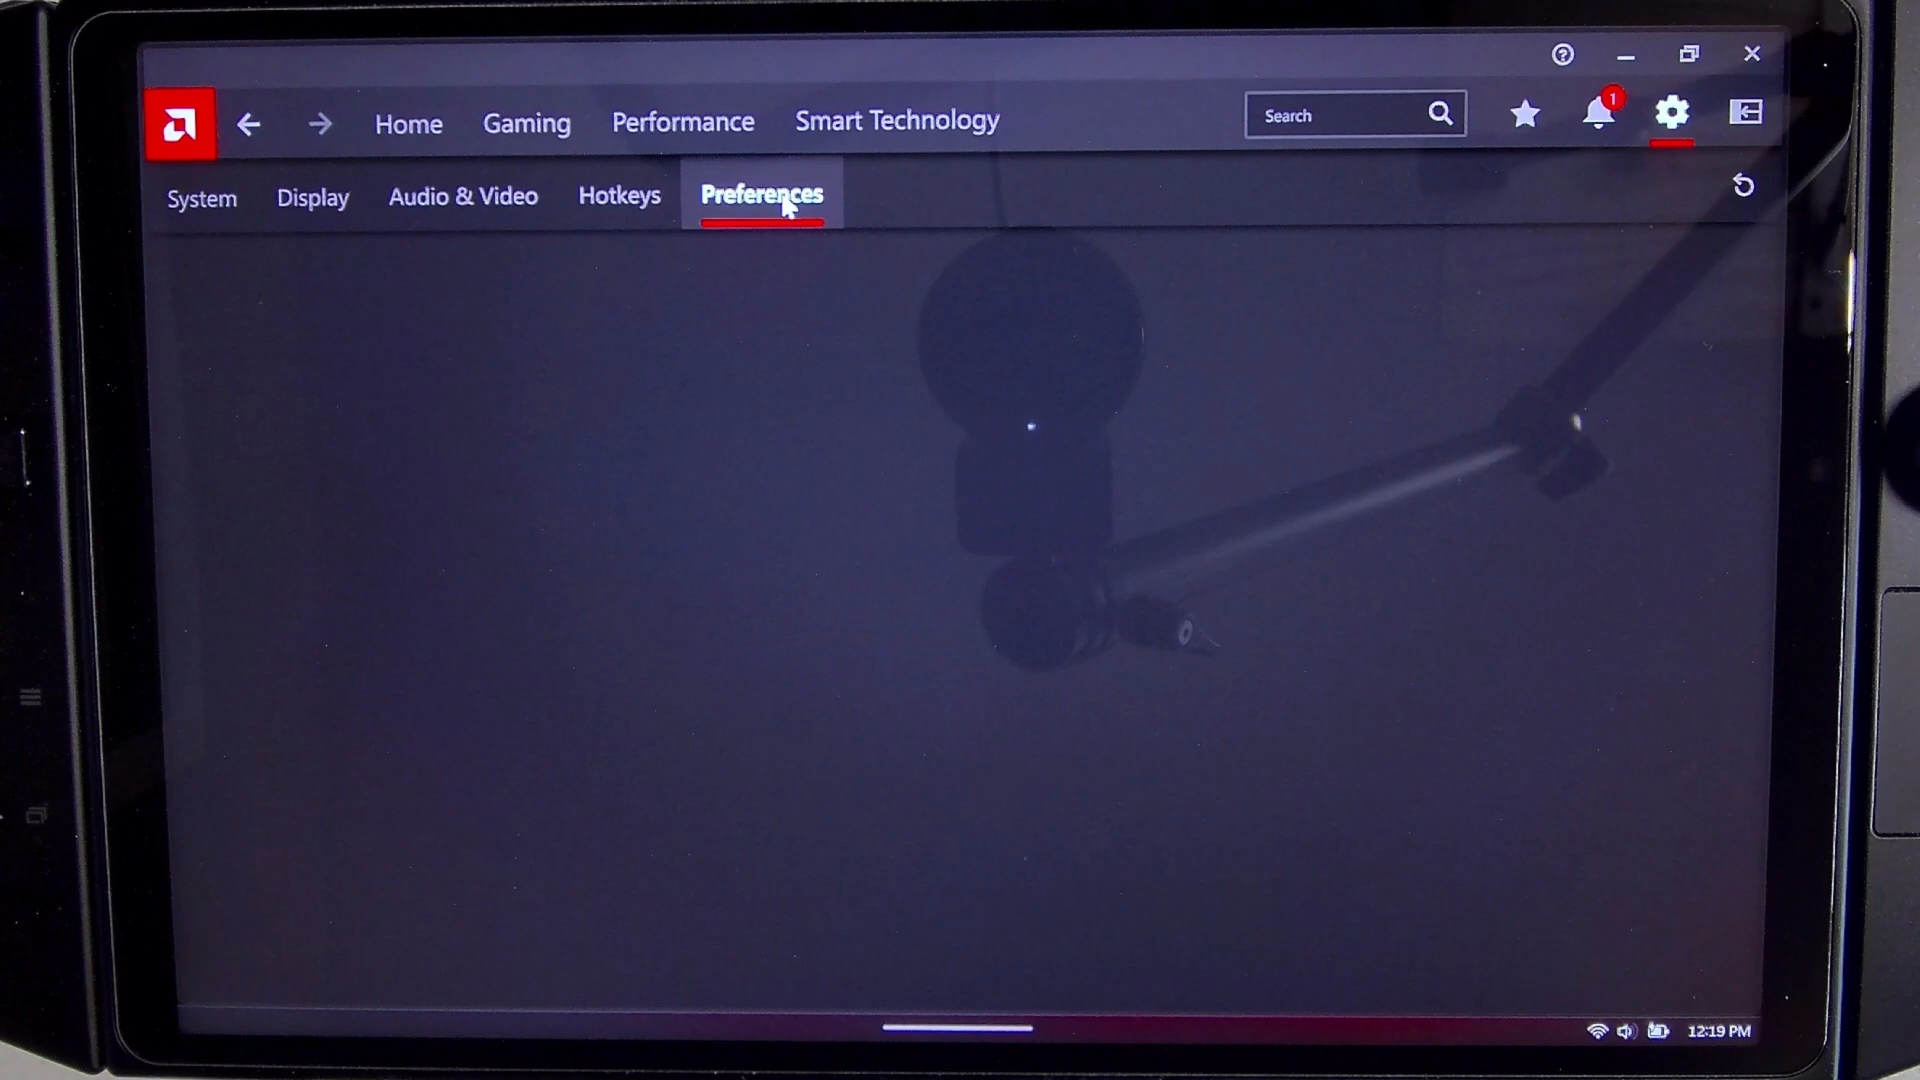 Home Gaming Performance Smart Technology Search 1
System Display Audio & Video Hotkeys Preferences
12:19 PM